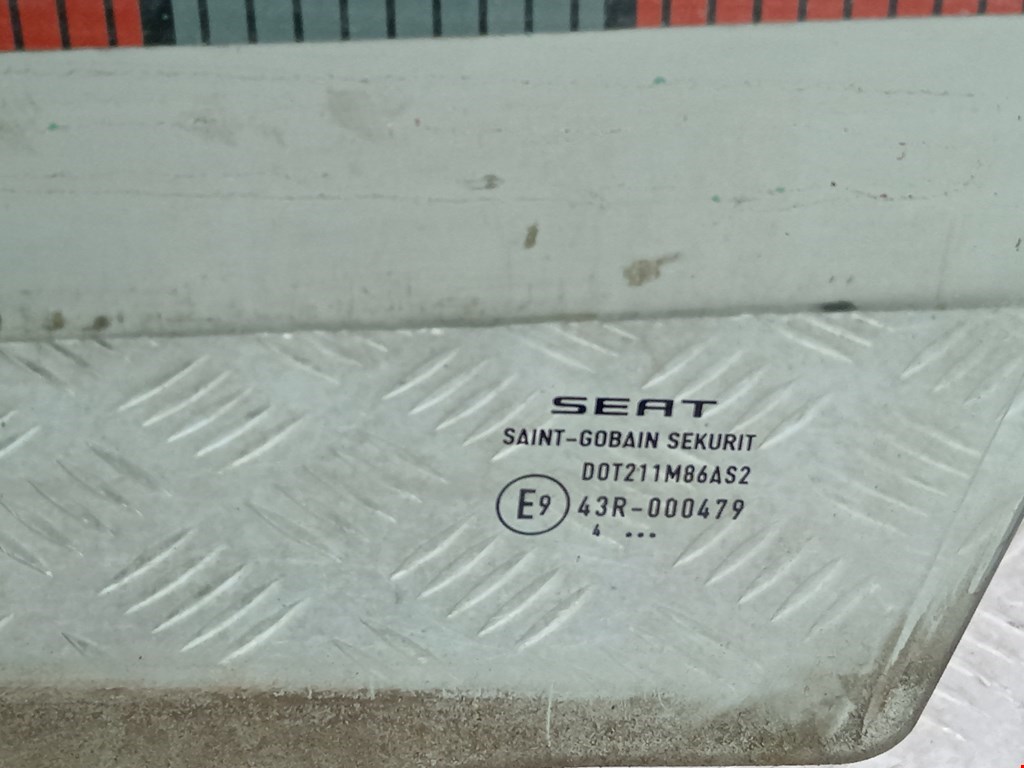 SEAT
SAINT-GOBAIN SEKURIT
DOT211M86AS2
E9 43R-000479
4 ...